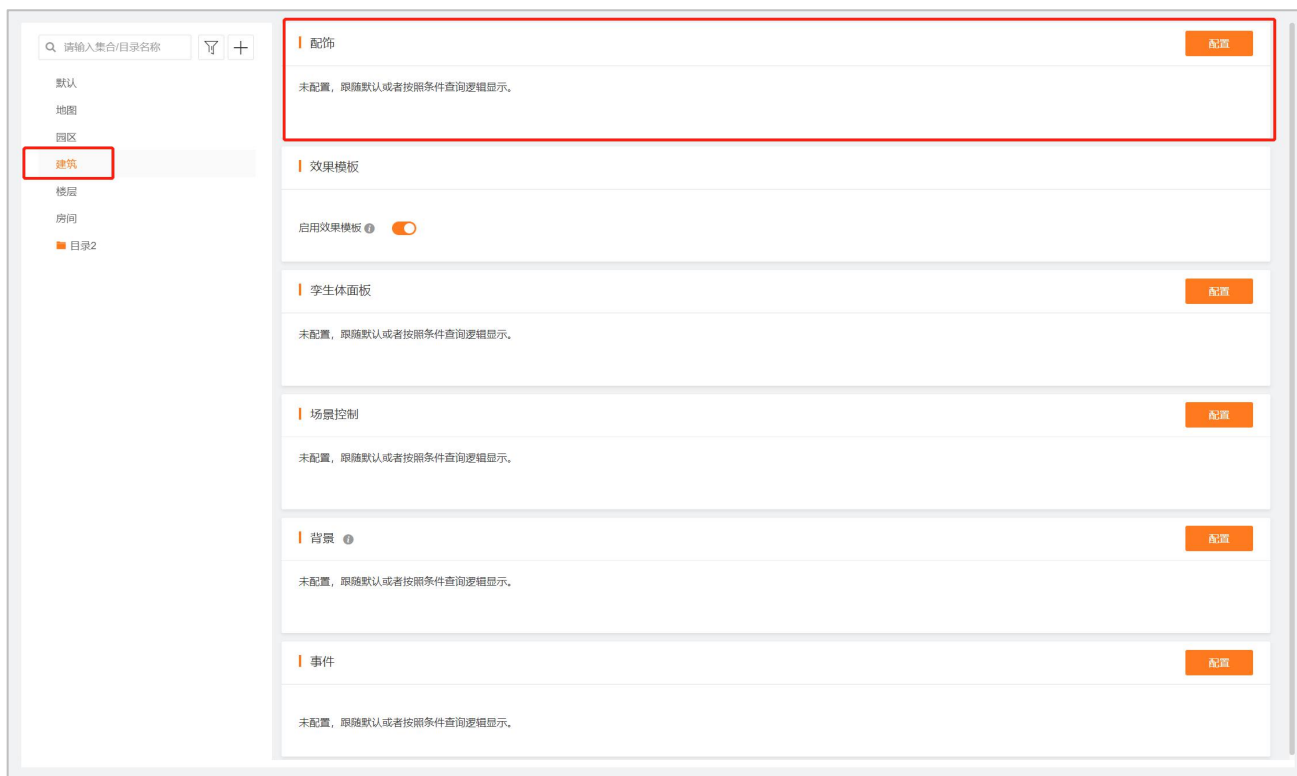 请输入集合/目录名称
默认
地图
园区
建筑
楼层
房间
目录2
配饰
配置
未配置，跟随默认或者按照条件查询逻辑显示。
效果模板
启用效果模板
孪生体面板
配置
未配置，跟随默认或者按照条件查询逻辑显示。
场景控制
配置
未配置，跟随默认或者按照条件查询逻辑显示。
背景
配置
未配置，跟随默认或者按照条件查询逻辑显示。
事件
配置
未配置，跟随默认或者按照条件查询逻辑显示。